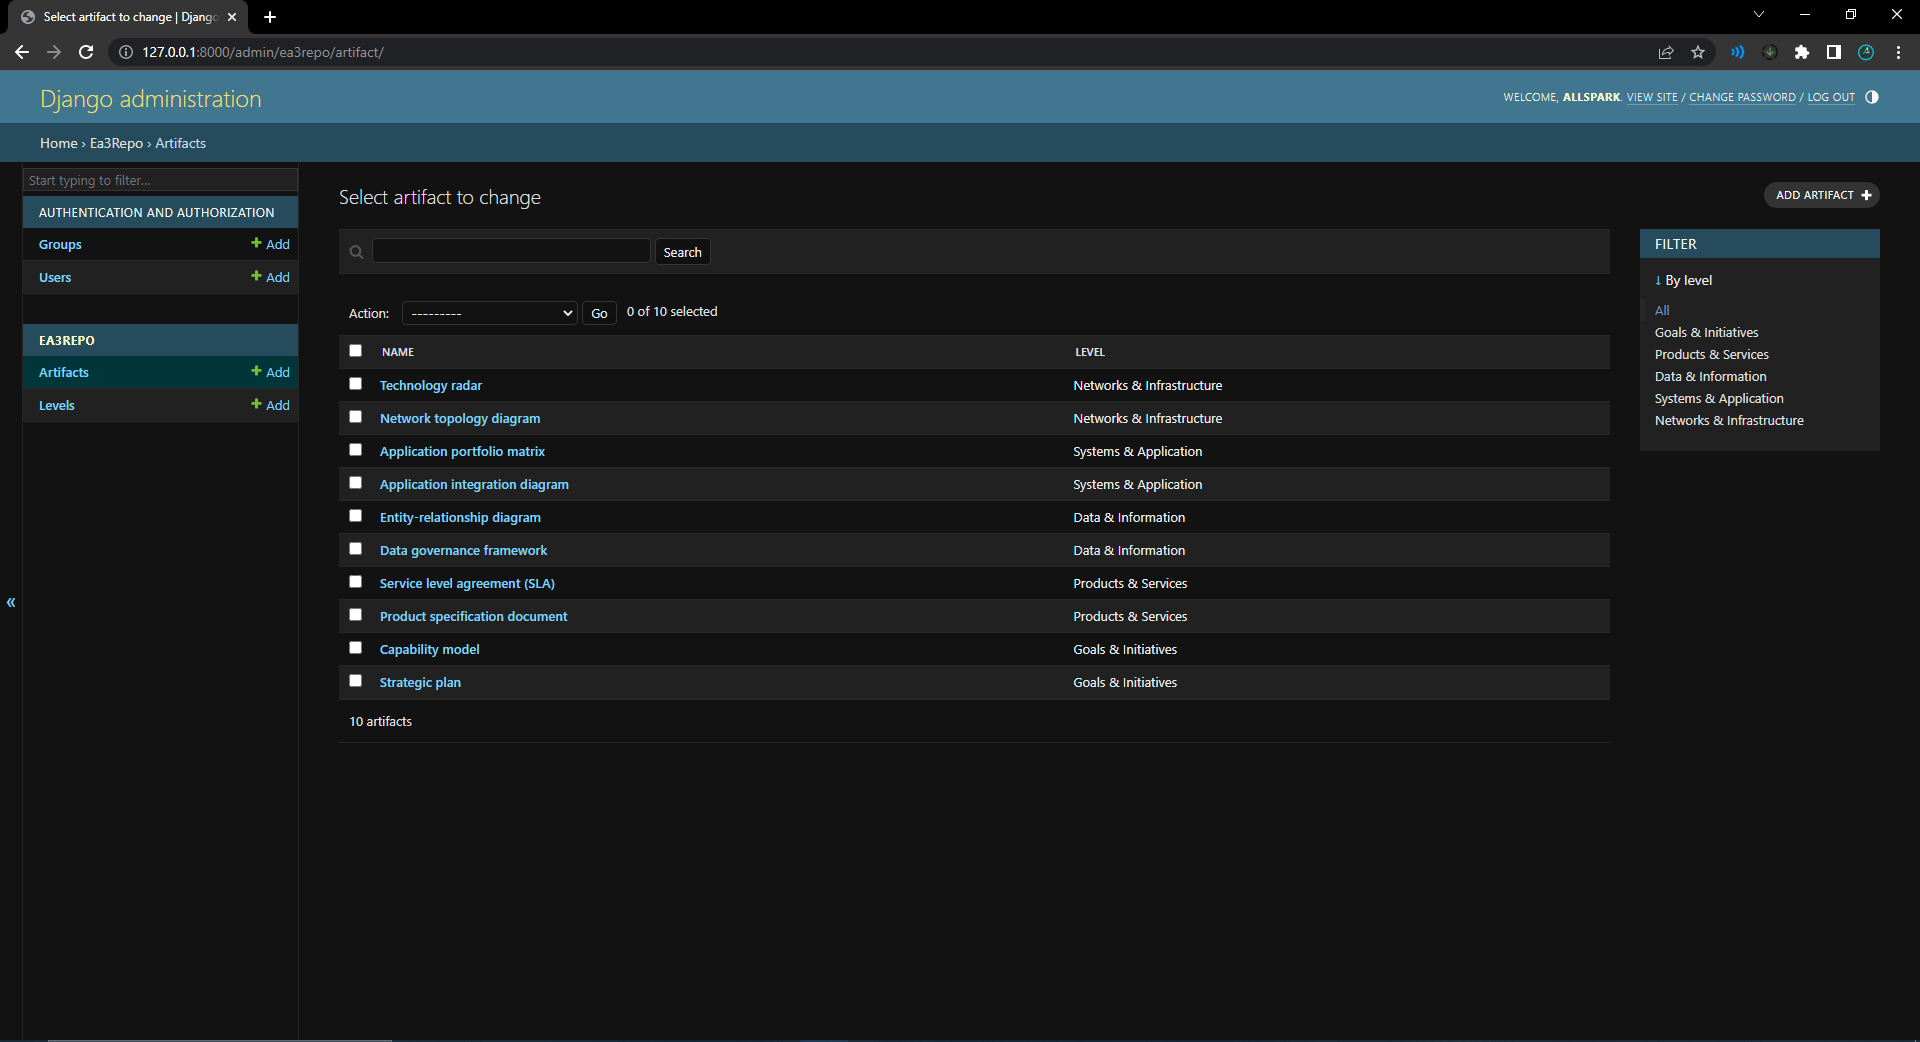 Select artifact to change | Django
127.0.0.1:8000/admin/ea3repo/artifact/
Django administration
WELCOME, ALLSPARK. VIEW SITE / CHANGE PASSWORD / LOG OUT
Home › Ea3Repo › Artifacts
Start typing to filter...
AUTHENTICATION AND AUTHORIZATION
Groups + Add
Users + Add
EA3REPO
Artifacts + Add
Levels + Add
«
Select artifact to change
ADD ARTIFACT +
Search
Action: --------- Go 0 of 10 selected
NAME LEVEL
Technology radar Networks & Infrastructure
Network topology diagram Networks & Infrastructure
Application portfolio matrix Systems & Application
Application integration diagram Systems & Application
Entity-relationship diagram Data & Information
Data governance framework Data & Information
Service level agreement (SLA) Products & Services
Product specification document Products & Services
Capability model Goals & Initiatives
Strategic plan Goals & Initiatives
10 artifacts
FILTER
↓ By level
All
Goals & Initiatives
Products & Services
Data & Information
Systems & Application
Networks & Infrastructure